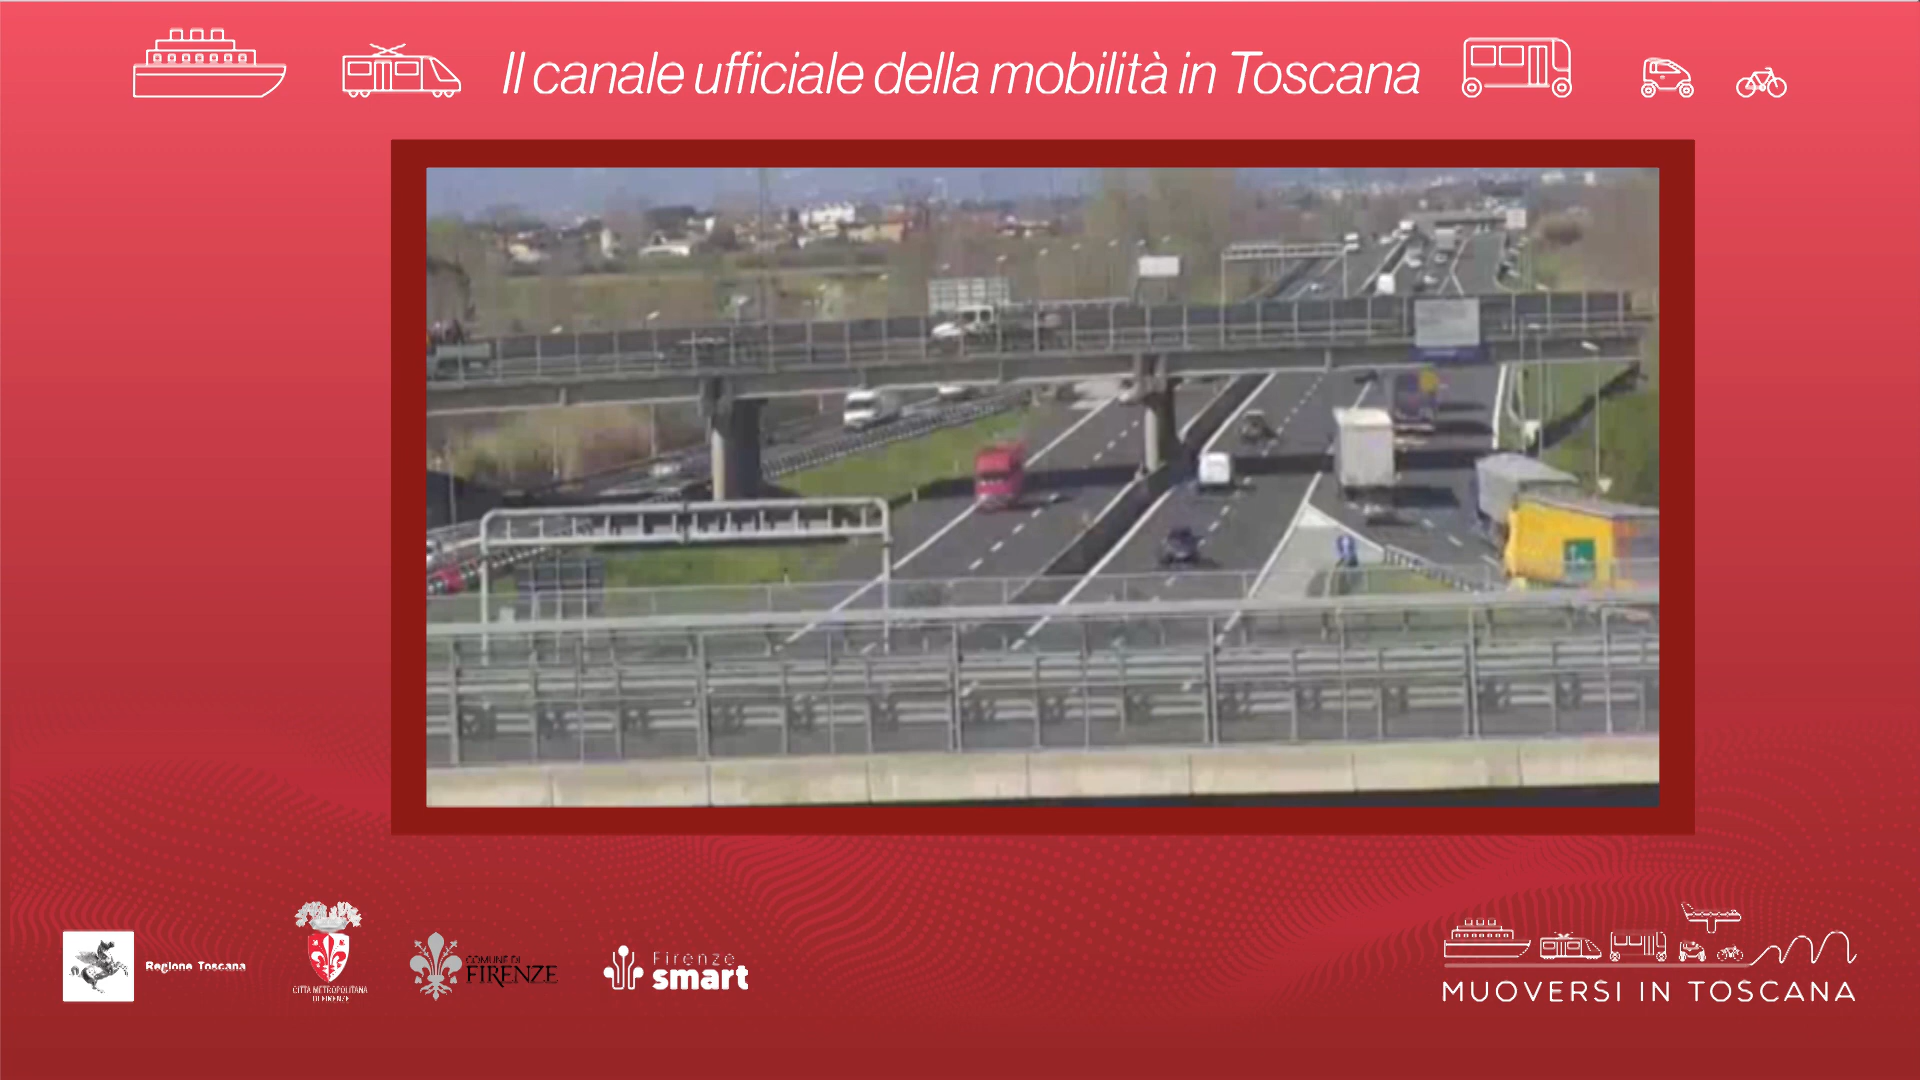 Il canale ufficiale della mobilità in Toscana
Regione Toscana
CITTÀ METROPOLITANA
DI FIRENZE
COMUNE DI
FIRENZE
Firenze
smart
MUOVERSI IN TOSCANA